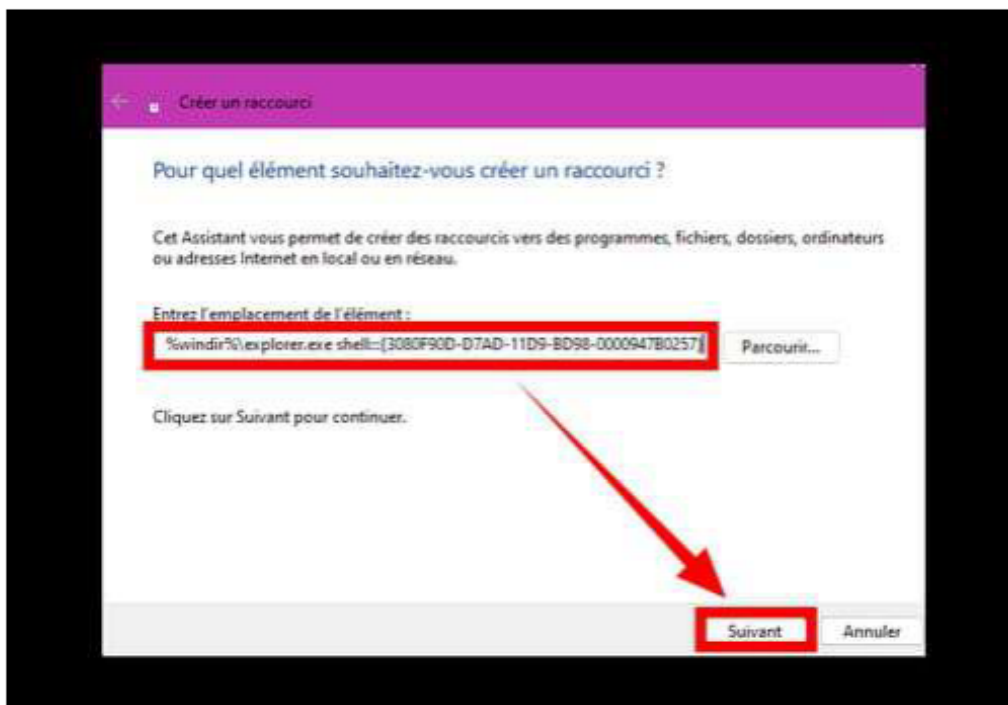 Créer un raccourci
Pour quel élément souhaitez-vous créer un raccourci ?
Cet Assistant vous permet de créer des raccourcis vers des programmes, fichiers, dossiers, ordinateurs
ou adresses Internet en local ou en réseau.
Entrez l'emplacement de l'élément :
%windir%\explorer.exe shell:::{3080F90D-D7AD-11D9-BD98-0000947B0257}
Parcourir...
Cliquez sur Suivant pour continuer.
Suivant
Annuler